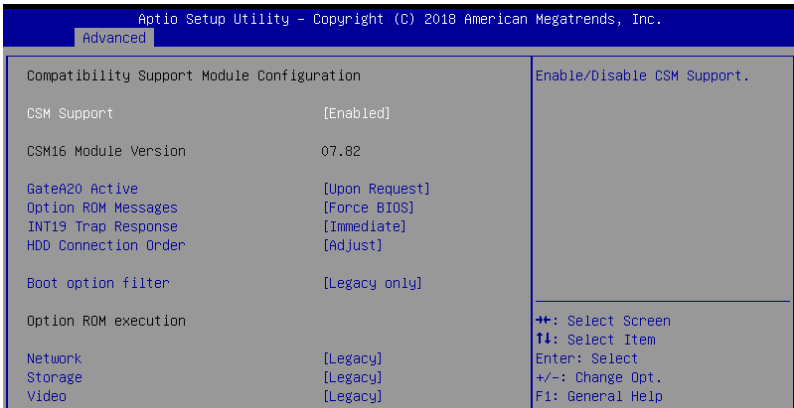 Aptio Setup Utility – Copyright (C) 2018 American Megatrends, Inc.
Advanced
Compatibility Support Module Configuration
Enable/Disable CSM Support.
CSM Support [Enabled]
CSM16 Module Version 07.82
GateA20 Active [Upon Request]
Option ROM Messages [Force BIOS]
INT19 Trap Response [Immediate]
HDD Connection Order [Adjust]
Boot option filter [Legacy only]
Option ROM execution
Network [Legacy]
Storage [Legacy]
Video [Legacy]
→←: Select Screen
↑↓: Select Item
Enter: Select
+/-: Change Opt.
F1: General Help